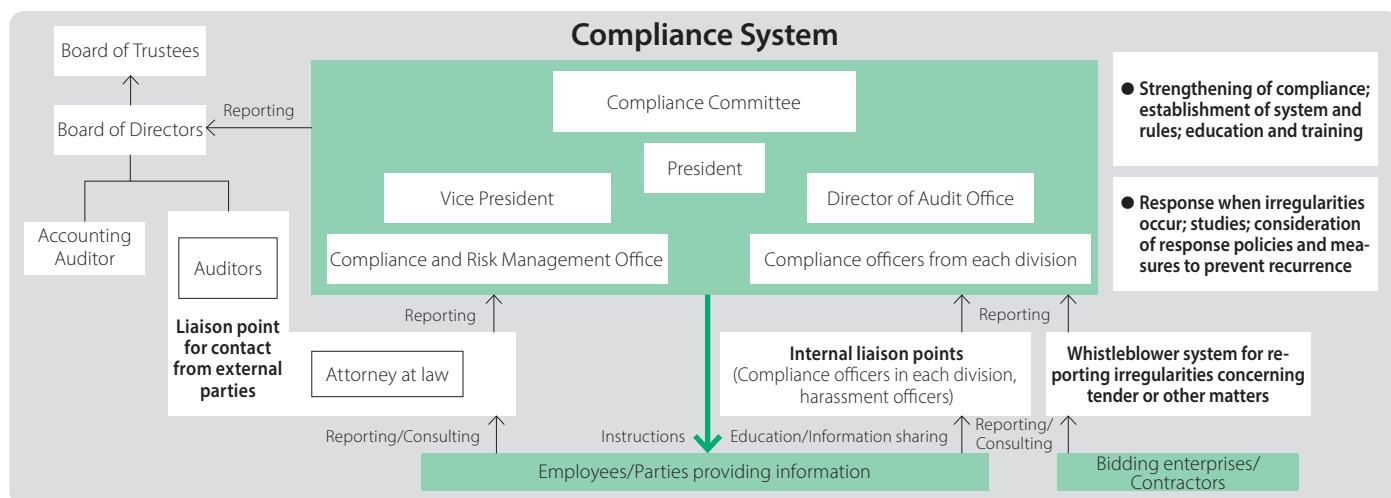 Compliance System
Board of Trustees
Reporting
Board of Directors
Accounting
Auditor
Auditors
Liaison point
for contact
from external
parties
Attorney at law
Compliance Committee
President
Vice President
Director of Audit Office
Compliance and Risk Management Office
Compliance officers from each division
● Strengthening of compliance;
establishment of system and
rules; education and training
● Response when irregularities
occur; studies; consideration
of response policies and mea-
sures to prevent recurrence
Reporting
Reporting
Internal liaison points
(Compliance officers in each division,
harassment officers)
Whistleblower system for re-
porting irregularities concerning
tender or other matters
Reporting/Consulting
Instructions
Education/Information sharing
Reporting/
Consulting
Employees/Parties providing information
Bidding enterprises/
Contractors